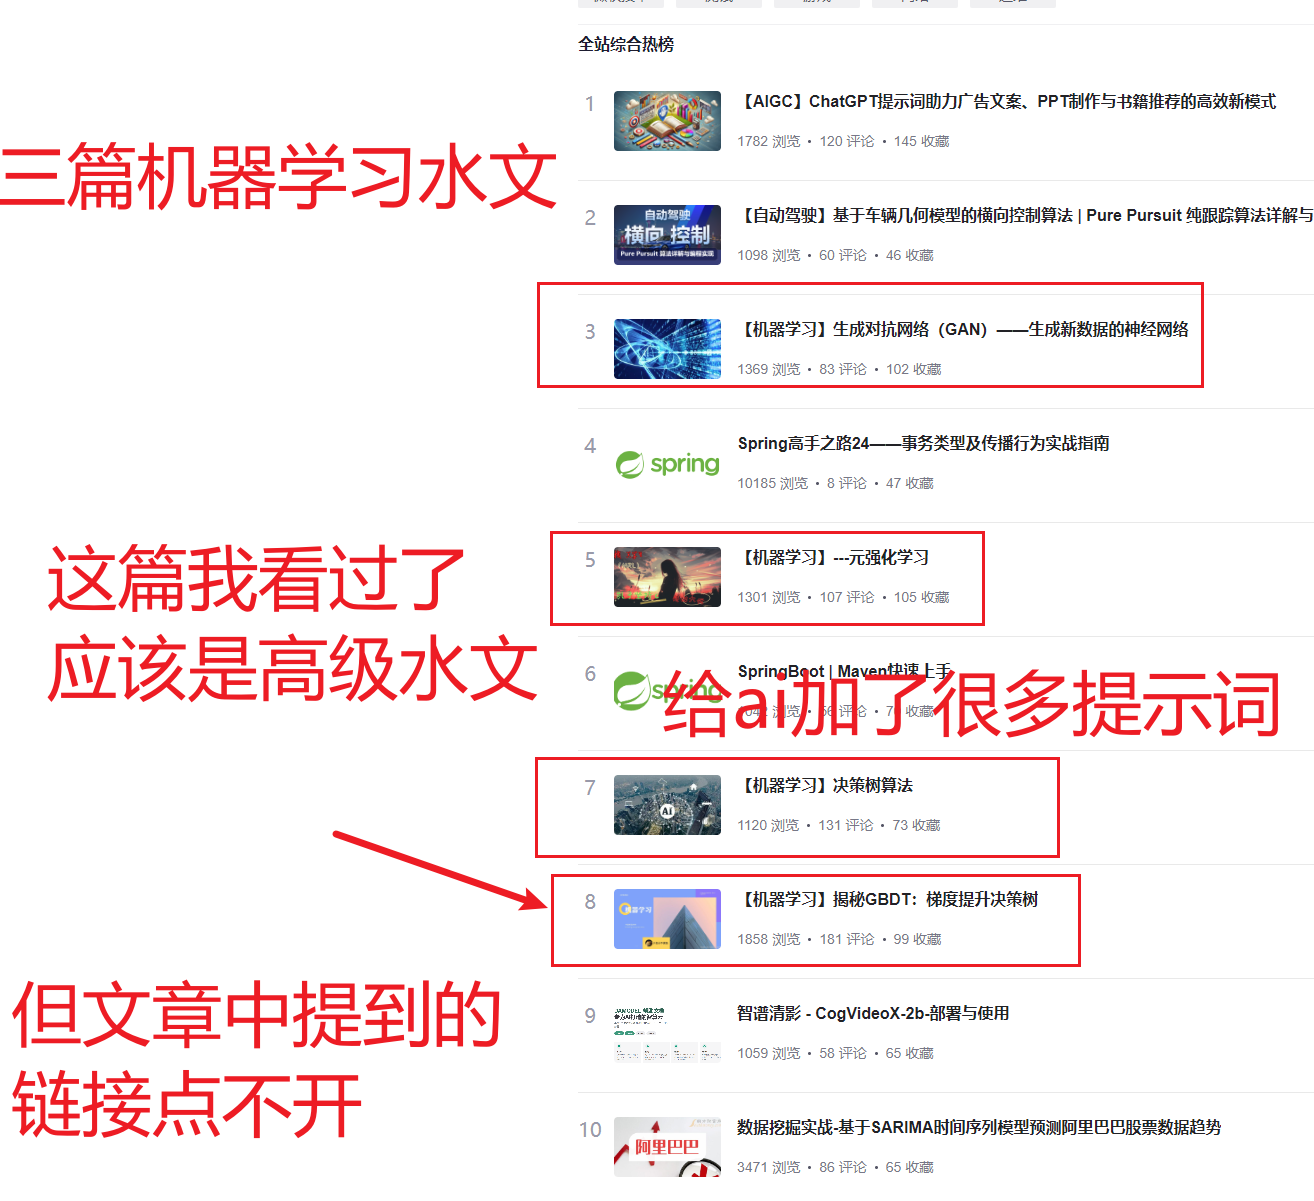 全站综合热榜
1
【AIGC】ChatGPT提示词助力广告文案、PPT制作与书籍推荐的高效新模式
1782 浏览 • 120 评论 • 145 收藏
三篇机器学习水文
2
自动驾驶
横向 控制
Pure Pursuit 算法详解与编程实现
【自动驾驶】基于车辆几何模型的横向控制算法 | Pure Pursuit 纯跟踪算法详解与
1098 浏览 • 60 评论 • 46 收藏
3
【机器学习】生成对抗网络（GAN）——生成新数据的神经网络
1369 浏览 • 83 评论 • 102 收藏
4
spring
Spring高手之路24——事务类型及传播行为实战指南
10185 浏览 • 8 评论 • 47 收藏
这篇我看过了
应该是高级水文
5
【机器学习】---元强化学习
1301 浏览 • 107 评论 • 105 收藏
6
spring
SpringBoot | Maven快速上手
浏览 • 56 评论 • 收藏
给ai加了很多提示词
7
AI
【机器学习】决策树算法
1120 浏览 • 131 评论 • 73 收藏
8
机器学习
【机器学习】揭秘GBDT：梯度提升决策树
1858 浏览 • 181 评论 • 99 收藏
但文章中提到的
链接点不开
9
智谱清影 - CogVideoX-2b-部署与使用
1059 浏览 • 58 评论 • 65 收藏
10
阿里巴巴
数据挖掘实战-基于SARIMA时间序列模型预测阿里巴巴股票数据趋势
3471 浏览 • 86 评论 • 65 收藏